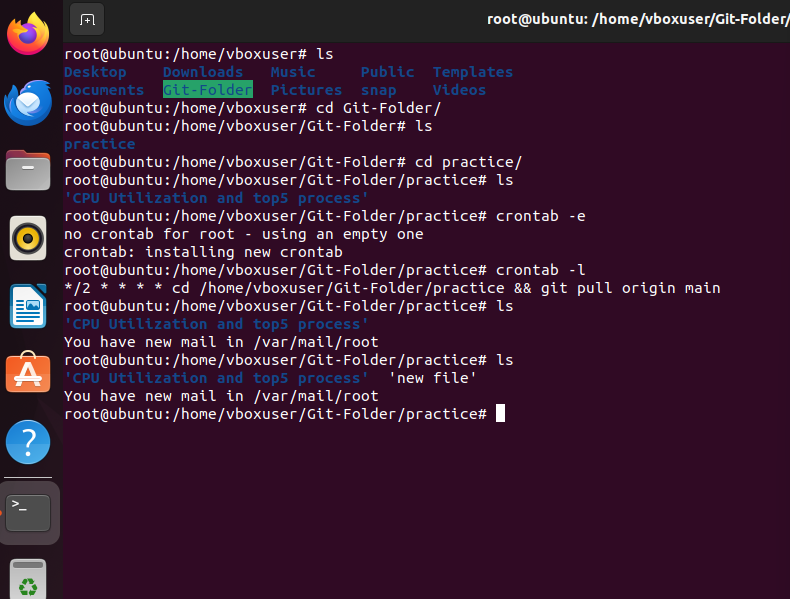 root@ubuntu: /home/vboxuser/Git-Folder/
root@ubuntu:/home/vboxuser# ls
Desktop    Downloads   Music     Public  Templates
Documents  Git-Folder  Pictures  snap    Videos
root@ubuntu:/home/vboxuser# cd Git-Folder/
root@ubuntu:/home/vboxuser/Git-Folder# ls
practice
root@ubuntu:/home/vboxuser/Git-Folder# cd practice/
root@ubuntu:/home/vboxuser/Git-Folder/practice# ls
'CPU Utilization and top5 process'
root@ubuntu:/home/vboxuser/Git-Folder/practice# crontab -e
no crontab for root - using an empty one
crontab: installing new crontab
root@ubuntu:/home/vboxuser/Git-Folder/practice# crontab -l
*/2 * * * * cd /home/vboxuser/Git-Folder/practice && git pull origin main
root@ubuntu:/home/vboxuser/Git-Folder/practice# ls
'CPU Utilization and top5 process'
You have new mail in /var/mail/root
root@ubuntu:/home/vboxuser/Git-Folder/practice# ls
'CPU Utilization and top5 process'  'new file'
You have new mail in /var/mail/root
root@ubuntu:/home/vboxuser/Git-Folder/practice#